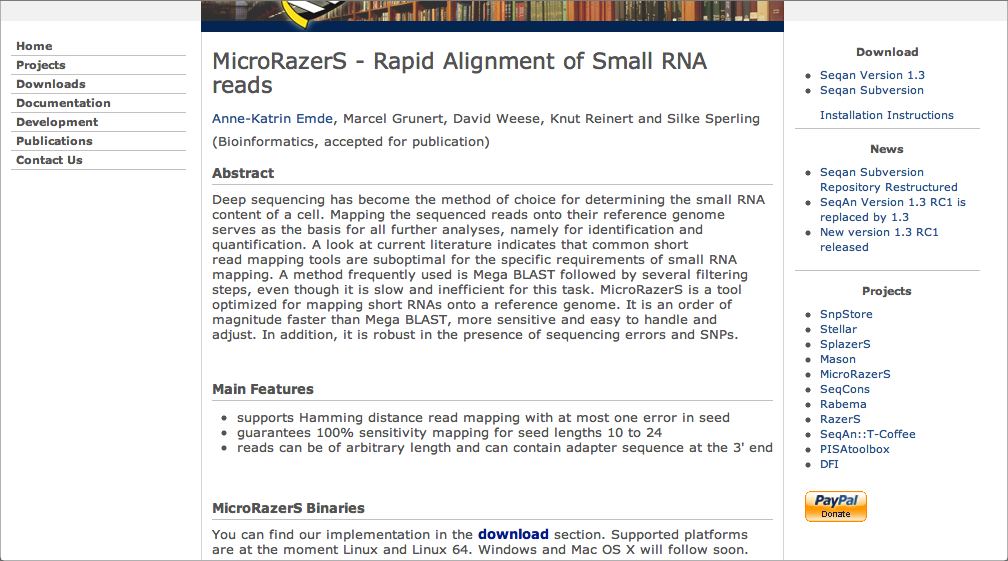 Home
Projects
Downloads
Documentation
Development
Publications
Contact Us
MicroRazerS - Rapid Alignment of Small RNA
reads
Anne-Katrin Emde, Marcel Grunert, David Weese, Knut Reinert and Silke Sperling
(Bioinformatics, accepted for publication)
Abstract
Deep sequencing has become the method of choice for determining the small RNA
content of a cell. Mapping the sequenced reads onto their reference genome
serves as the basis for all further analyses, namely for identification and
quantification. A look at current literature indicates that common short
read mapping tools are suboptimal for the specific requirements of small RNA
mapping. A method frequently used is Mega BLAST followed by several filtering
steps, even though it is slow and inefficient for this task. MicroRazerS is a tool
optimized for mapping short RNAs onto a reference genome. It is an order of
magnitude faster than Mega BLAST, more sensitive and easy to handle and
adjust. In addition, it is robust in the presence of sequencing errors and SNPs.
Main Features
supports Hamming distance read mapping with at most one error in seed
guarantees 100% sensitivity mapping for seed lengths 10 to 24
reads can be of arbitrary length and can contain adapter sequence at the 3' end
MicroRazerS Binaries
You can find our implementation in the download section. Supported platforms
are at the moment Linux and Linux 64. Windows and Mac OS X will follow soon.
Download
Seqan Version 1.3
Seqan Subversion
Installation Instructions
News
Seqan Subversion
Repository Restructured
SeqAn Version 1.3 RC1 is
replaced by 1.3
New version 1.3 RC1
released
Projects
SnpStore
Stellar
SplazerS
Mason
MicroRazerS
SeqCons
Rabema
RazerS
SeqAn::T-Coffee
PISAtoolbox
DFI
PayPal
Donate